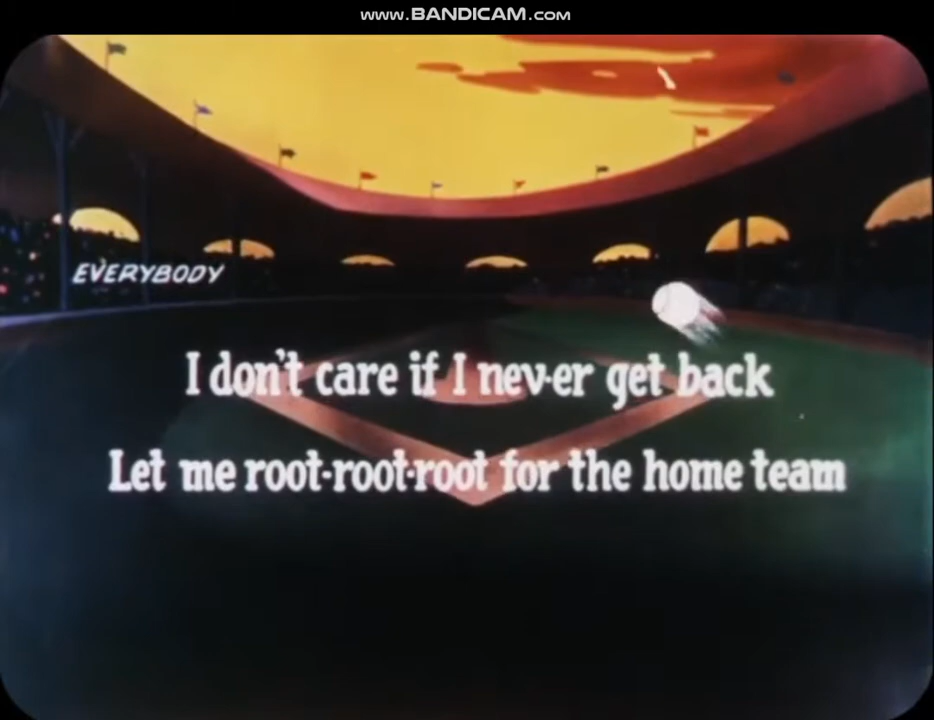 www.BANDICAM.com
EVERYBODY
I don't care if I nev-er get back
Let me root-root-root for the home team